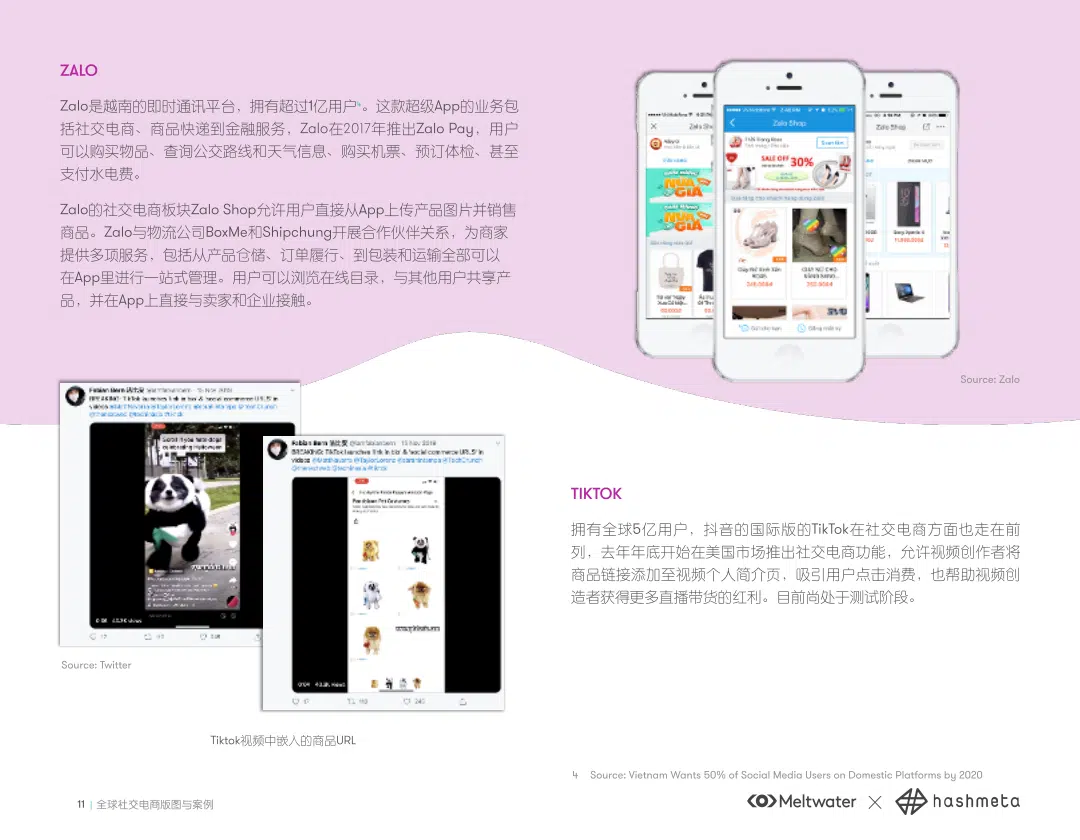 ZALO
Zalo是越南的即时通讯平台，拥有超过1亿用户⁴。这款超级App的业务包
括社交电商、商品快递到金融服务，Zalo在2017年推出Zalo Pay，用户
可以购买物品、查询公交路线和天气信息、购买机票、预订体检、甚至
支付水电费。
Zalo的社交电商板块Zalo Shop允许用户直接从App上传产品图片并销售
商品。Zalo与物流公司BoxMe和Shipchung开展合作伙伴关系，为商家
提供多项服务，包括从产品仓储、订单履行、到包装和运输全部可以
在App里进行一站式管理。用户可以浏览在线目录，与其他用户共享产
品，并在App上直接与卖家和企业接触。
Zalo Shop
SALE OFF 30%
Zalo Shop
MUA
GIÁ
MUA
GIÁ
Source: Zalo
Fabian Bern
15 Nov 2019
BREAKING: TikTok launches 'link in bio' & 'social commerce URLS' in
videos
Fabian Bern
15 Nov 2019
BREAKING: TikTok launches 'link in bio' & 'social commerce URLS' in
videos
Source: Twitter
Tiktok视频中嵌入的商品URL
TIKTOK
拥有全球5亿用户，抖音的国际版的TikTok在社交电商方面也走在前
列，去年年底开始在美国市场推出社交电商功能，允许视频创作者将
商品链接添加至视频个人简介页，吸引用户点击消费，也帮助视频创
造者获得更多直播带货的红利。目前尚处于测试阶段。
4 Source: Vietnam Wants 50% of Social Media Users on Domestic Platforms by 2020
11 | 全球社交电商版图与案例
Meltwater × hashmeta